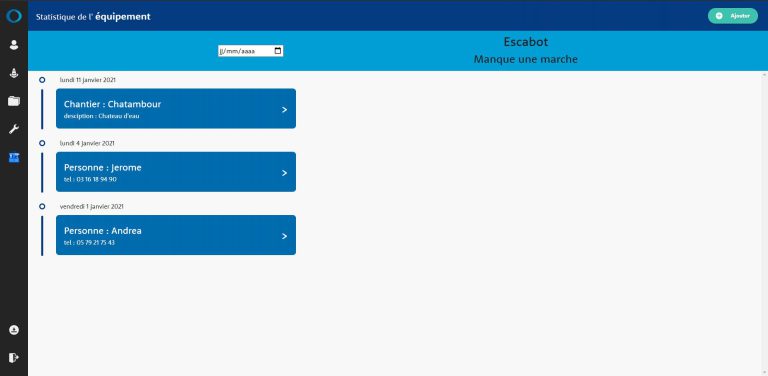 Statistique de l' équipement
Ajouter
jj/mm/aaaa
Escabot
Manque une marche
lundi 11 janvier 2021
Chantier : Chatambour
desciption : Chateau d'eau
lundi 4 janvier 2021
Personne : Jerome
tel : 03 16 18 94 90
vendredi 1 janvier 2021
Personne : Andrea
tel : 05 79 21 75 43